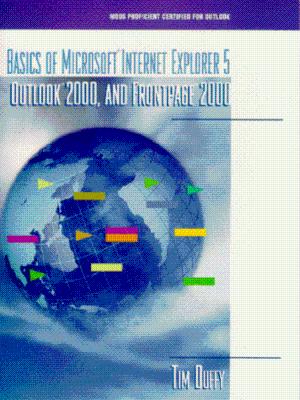 MOUS PROFICIENT CERTIFIED FOR OUTLOOK
BASICS OF MICROSOFT INTERNET EXPLORER 5
OUTLOOK 2000, AND FRONTPAGE 2000
TIM DUFFY